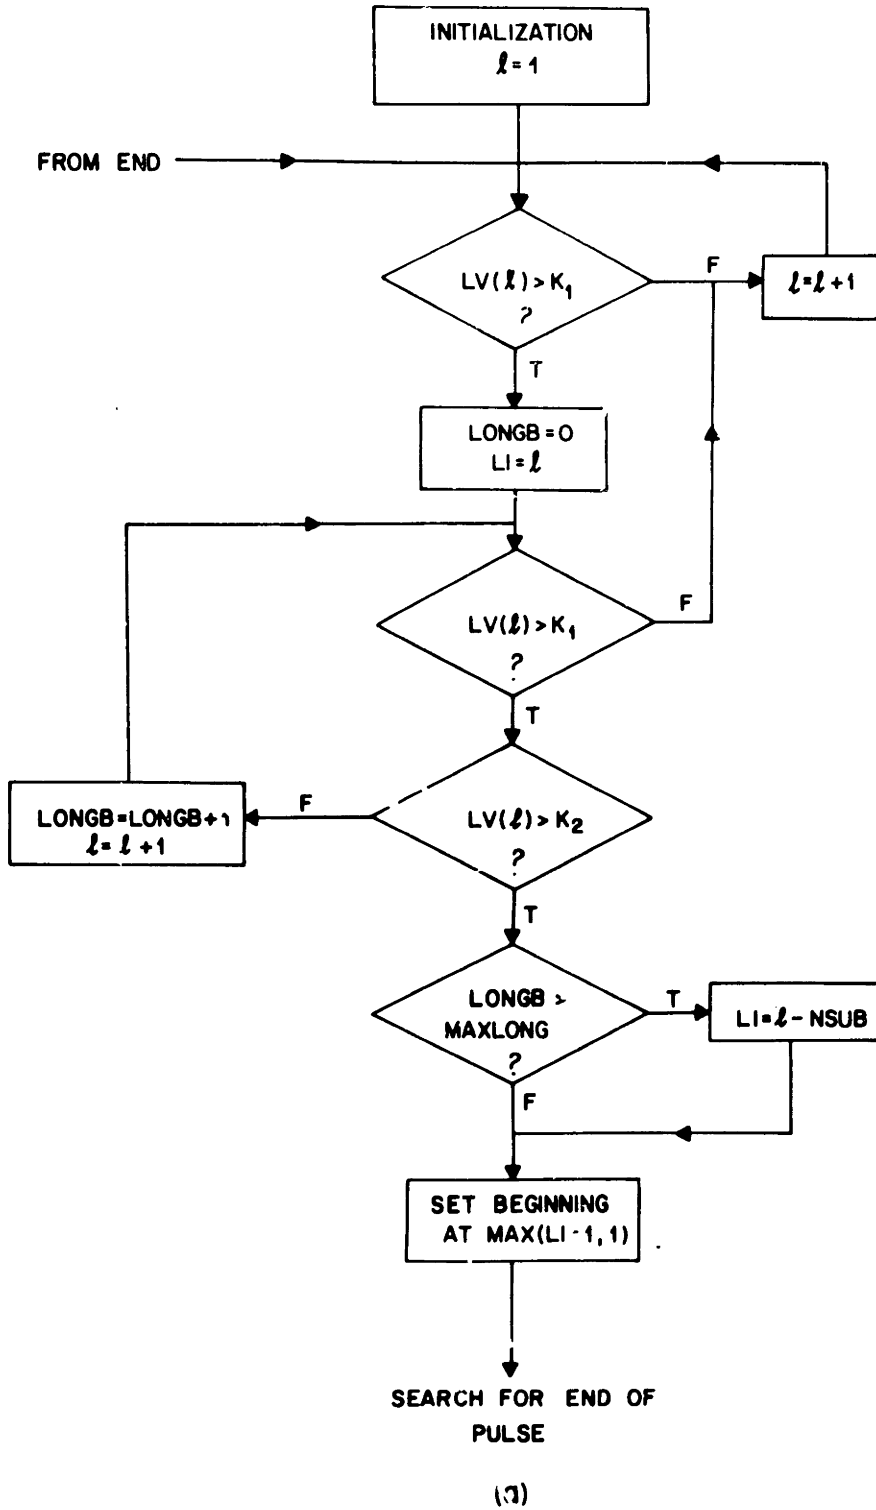 INITIALIZATION
ℓ = 1
FROM END
LV(ℓ) > K₁
?
F
ℓ = ℓ + 1
T
LONGB = 0
LI = ℓ
LV(ℓ) > K₁
?
F
T
LV(ℓ) > K₂
?
F
LONGB = LONGB + 1
ℓ = ℓ + 1
T
LONGB >
MAXLONG
?
T
LI = ℓ - NSUB
F
SET BEGINNING
AT MAX(LI - 1, 1)
SEARCH FOR END OF
PULSE
(a)